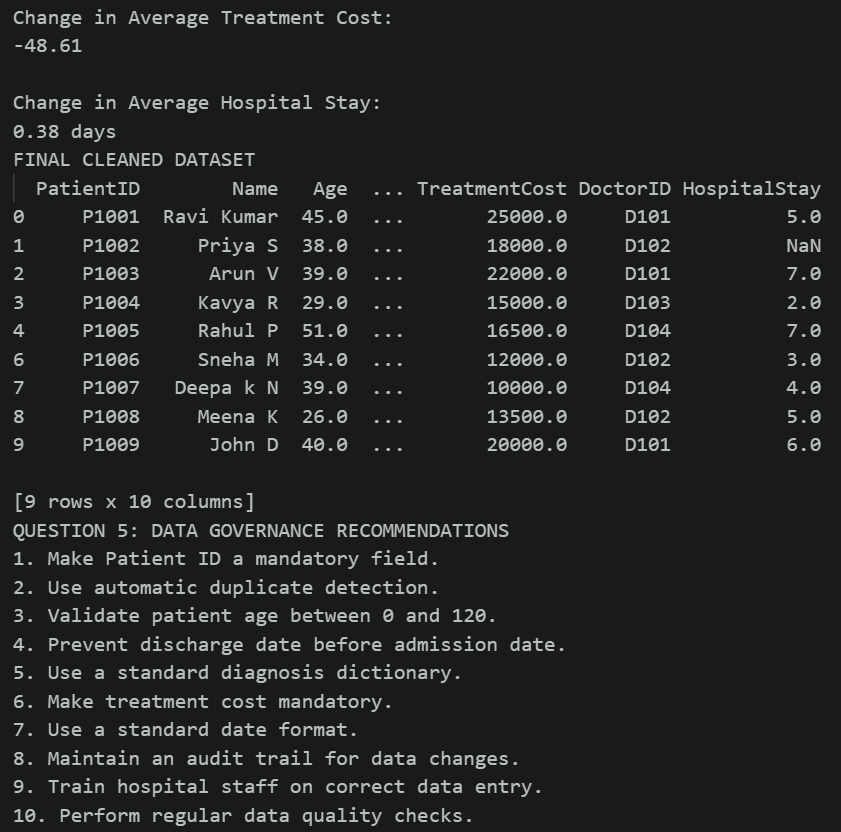 Change in Average Treatment Cost:
-48.61
Change in Average Hospital Stay:
0.38 days
FINAL CLEANED DATASET
PatientID Name Age ... TreatmentCost DoctorID HospitalStay
0 P1001 Ravi Kumar 45.0 ... 25000.0 D101 5.0
1 P1002 Priya S 38.0 ... 18000.0 D102 NaN
2 P1003 Arun V 39.0 ... 22000.0 D101 7.0
3 P1004 Kavya R 29.0 ... 15000.0 D103 2.0
4 P1005 Rahul P 51.0 ... 16500.0 D104 7.0
6 P1006 Sneha M 34.0 ... 12000.0 D102 3.0
7 P1007 Deepa k N 39.0 ... 10000.0 D104 4.0
8 P1008 Meena K 26.0 ... 13500.0 D102 5.0
9 P1009 John D 40.0 ... 20000.0 D101 6.0
[9 rows x 10 columns]
QUESTION 5: DATA GOVERNANCE RECOMMENDATIONS
1. Make Patient ID a mandatory field.
2. Use automatic duplicate detection.
3. Validate patient age between 0 and 120.
4. Prevent discharge date before admission date.
5. Use a standard diagnosis dictionary.
6. Make treatment cost mandatory.
7. Use a standard date format.
8. Maintain an audit trail for data changes.
9. Train hospital staff on correct data entry.
10. Perform regular data quality checks.